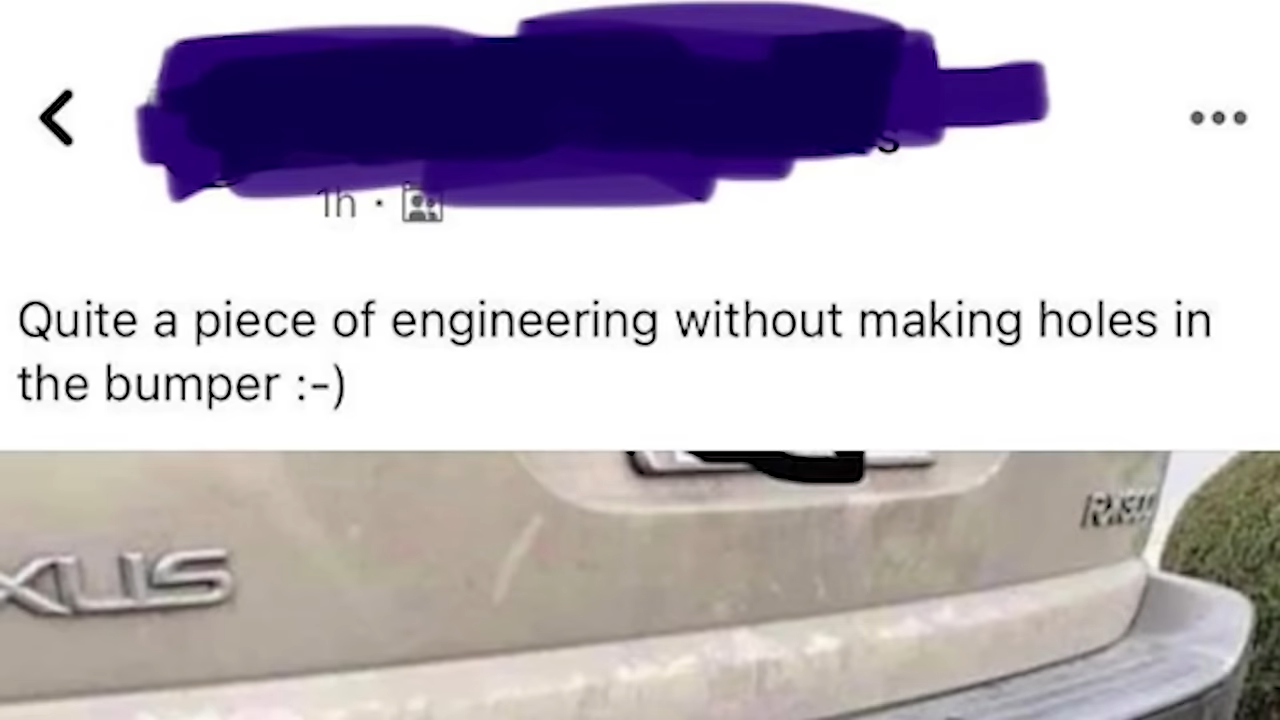 1h
Quite a piece of engineering without making holes in
the bumper :-)
XUS